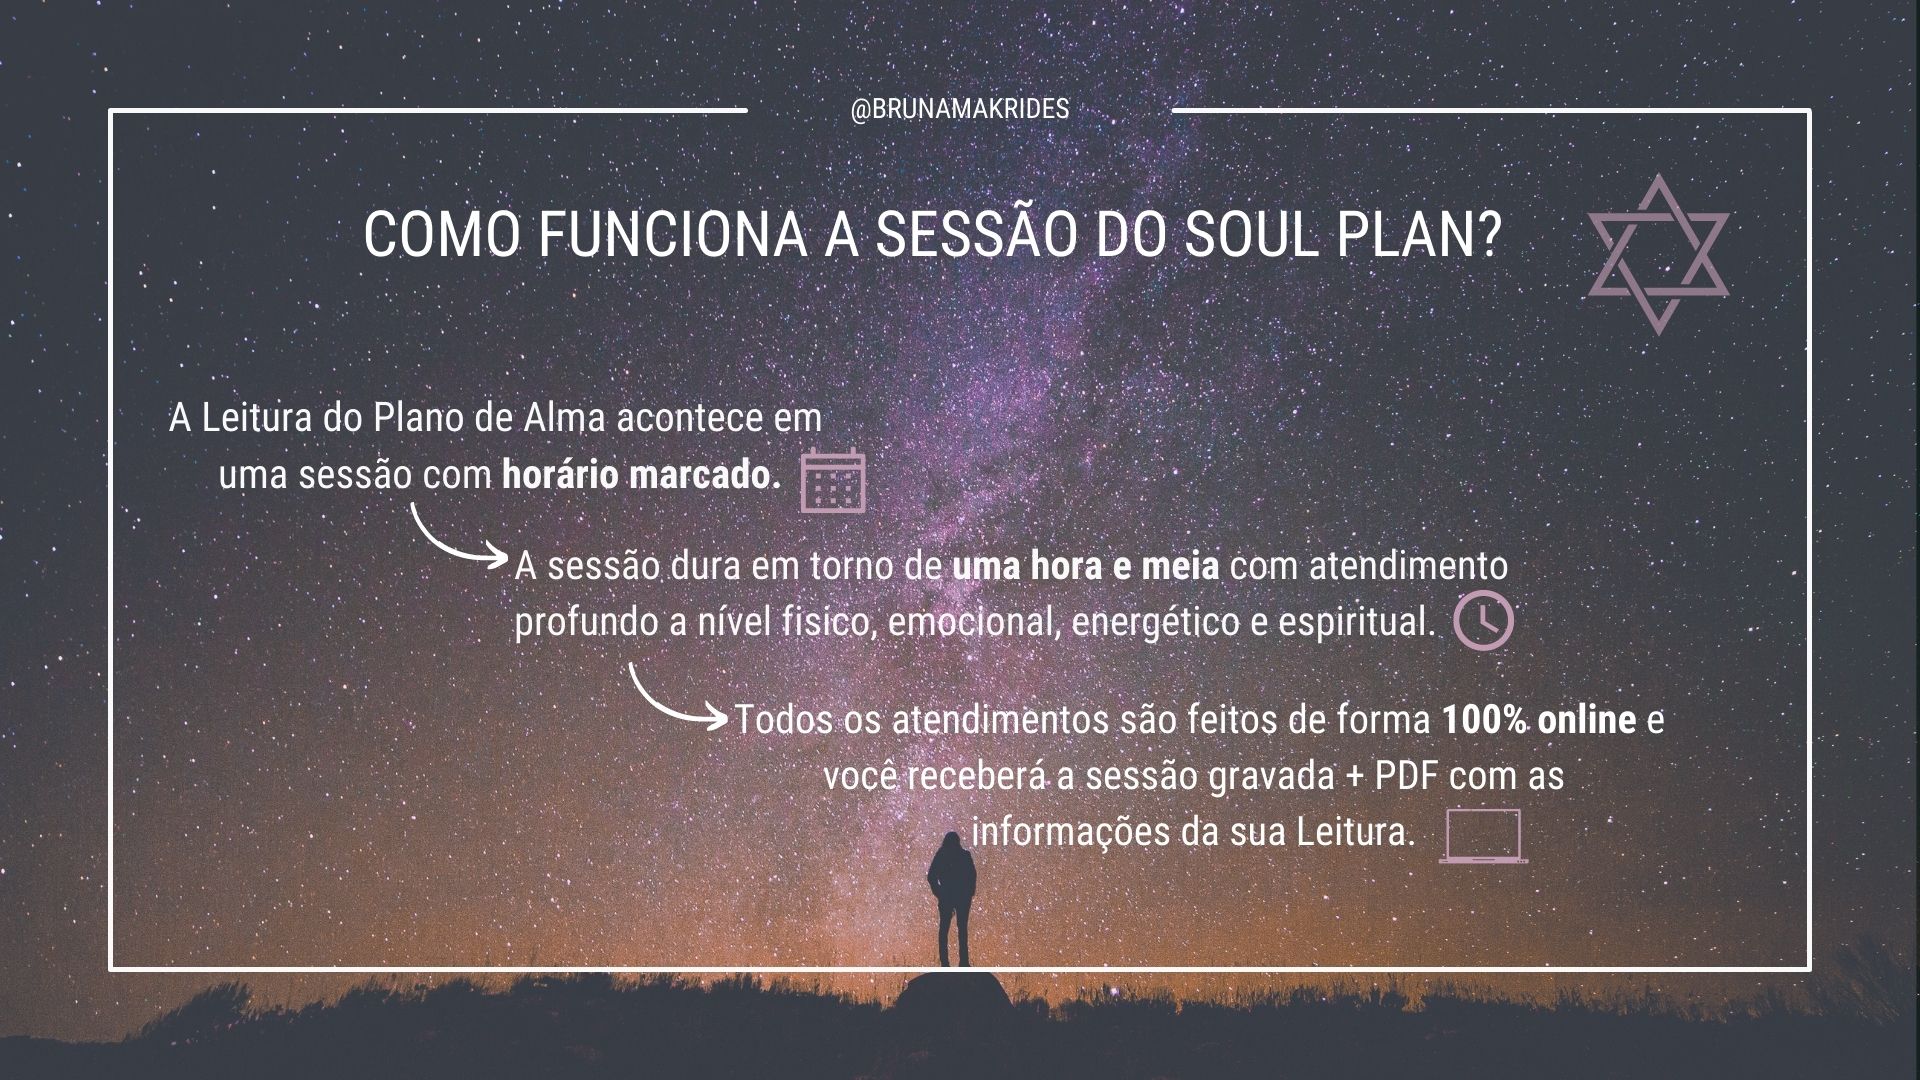 @BRUNAMAKRIDES
COMO FUNCIONA A SESSÃO DO SOUL PLAN?
A Leitura do Plano de Alma acontece em
uma sessão com horário marcado.
A sessão dura em torno de uma hora e meia com atendimento
profundo a nível fisico, emocional, energético e espiritual.
Todos os atendimentos são feitos de forma 100% online e
você receberá a sessão gravada + PDF com as
informações da sua Leitura.